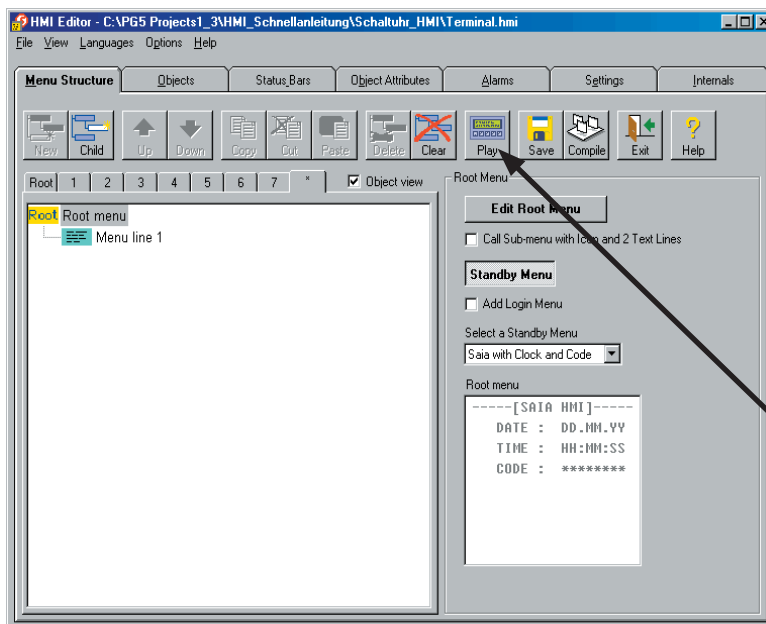 HMI Editor - C:\PG5 Projects1_3\HMI_Schnellanleitung\Schaltuhr_HMI\Terminal.hmi
File View Languages Options Help
Menu Structure Objects Status Bars Object Attributes Alarms Settings Internals
New Child Up Down Copy Cut Paste Delete Clear Play Save Compile Exit Help
Root 1 2 3 4 5 6 7 * Object view
Root Root menu
Menu line 1
Root Menu
Edit Root Menu
Call Sub-menu with Icon and 2 Text Lines
Standby Menu
Add Login Menu
Select a Standby Menu
Saia with Clock and Code
Root menu
-----[SAIA HMI]-----
DATE : DD.MM.YY
TIME : HH:MM:SS
CODE : ********